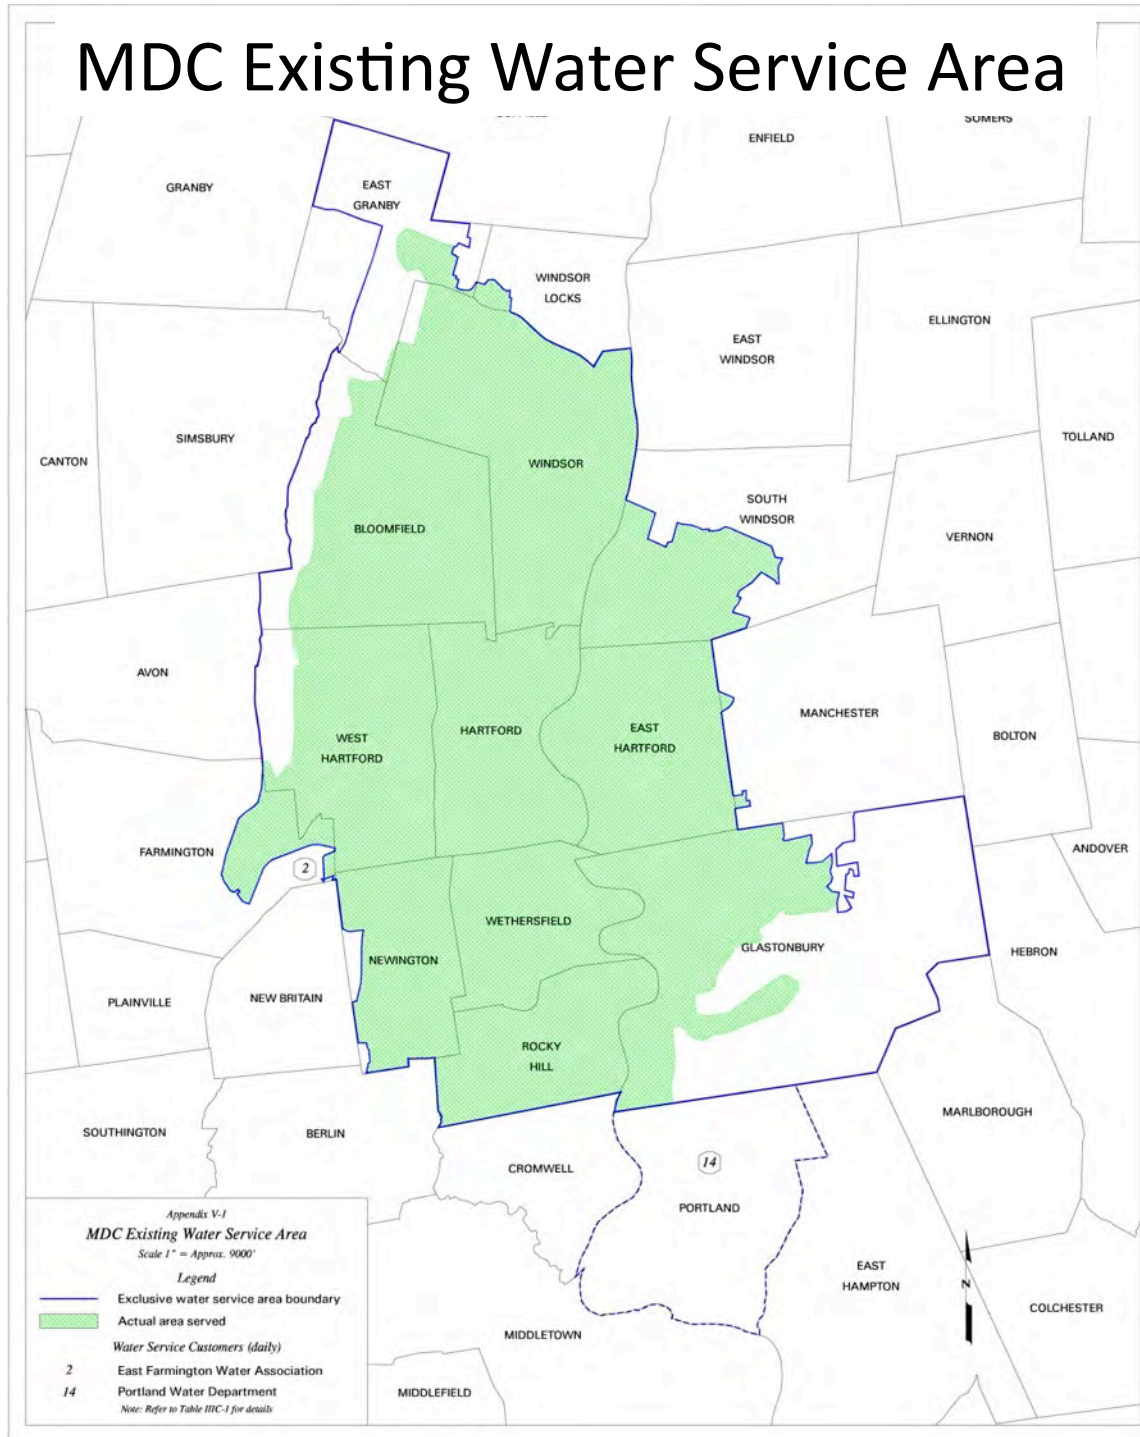 MDC Existing Water Service Area
SOMERS
ENFIELD
GRANBY
EAST
GRANBY
WINDSOR
LOCKS
ELLINGTON
EAST
WINDSOR
TOLLAND
SIMSBURY
CANTON
WINDSOR
SOUTH
WINDSOR
BLOOMFIELD
VERNON
AVON
MANCHESTER
HARTFORD
EAST
HARTFORD
WEST
HARTFORD
BOLTON
ANDOVER
FARMINGTON
2
WETHERSFIELD
GLASTONBURY
HEBRON
NEWINGTON
NEW BRITAIN
PLAINVILLE
ROCKY
HILL
MARLBOROUGH
SOUTHINGTON
BERLIN
CROMWELL
14
PORTLAND
EAST
HAMPTON
N
COLCHESTER
MIDDLETOWN
MIDDLEFIELD
Appendix V-1
MDC Existing Water Service Area
Scale 1" = Approx. 9000'
Legend
Exclusive water service area boundary
Actual area served
Water Service Customers (daily)
2 East Farmington Water Association
14 Portland Water Department
Note: Refer to Table IIIC-1 for details